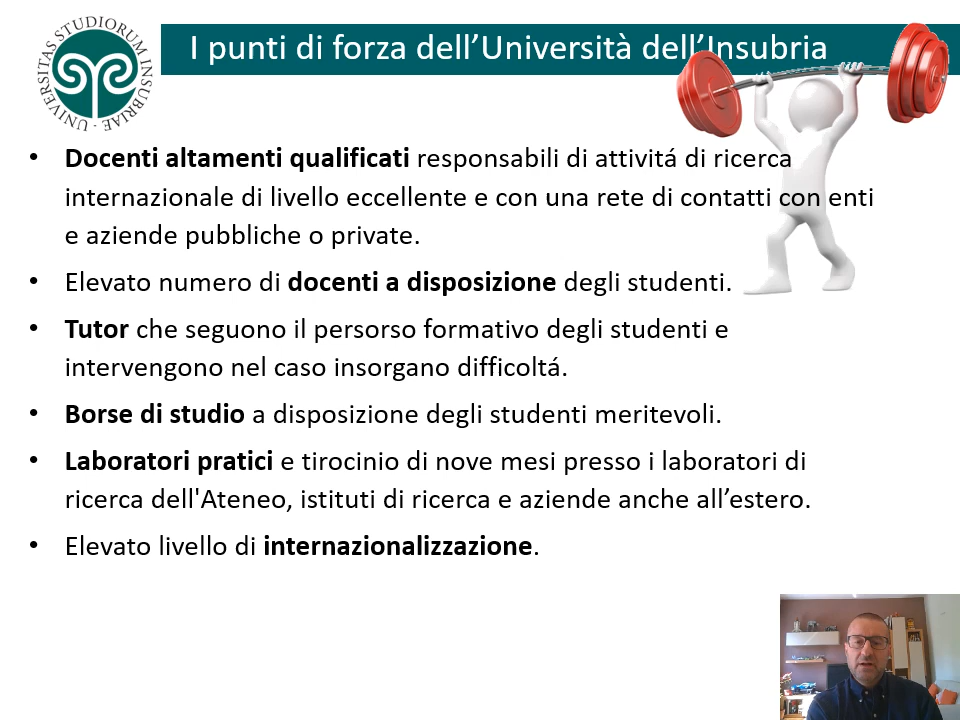 UNIVERSITAS STUDIORUM INSUBRIAE
I punti di forza dell’Università dell’Insubria
• Docenti altamenti qualificati responsabili di attivitá di ricerca
internazionale di livello eccellente e con una rete di contatti con enti
e aziende pubbliche o private.
• Elevato numero di docenti a disposizione degli studenti.
• Tutor che seguono il persorso formativo degli studenti e
intervengono nel caso insorgano difficoltá.
• Borse di studio a disposizione degli studenti meritevoli.
• Laboratori pratici e tirocinio di nove mesi presso i laboratori di
ricerca dell'Ateneo, istituti di ricerca e aziende anche all’estero.
• Elevato livello di internazionalizzazione.